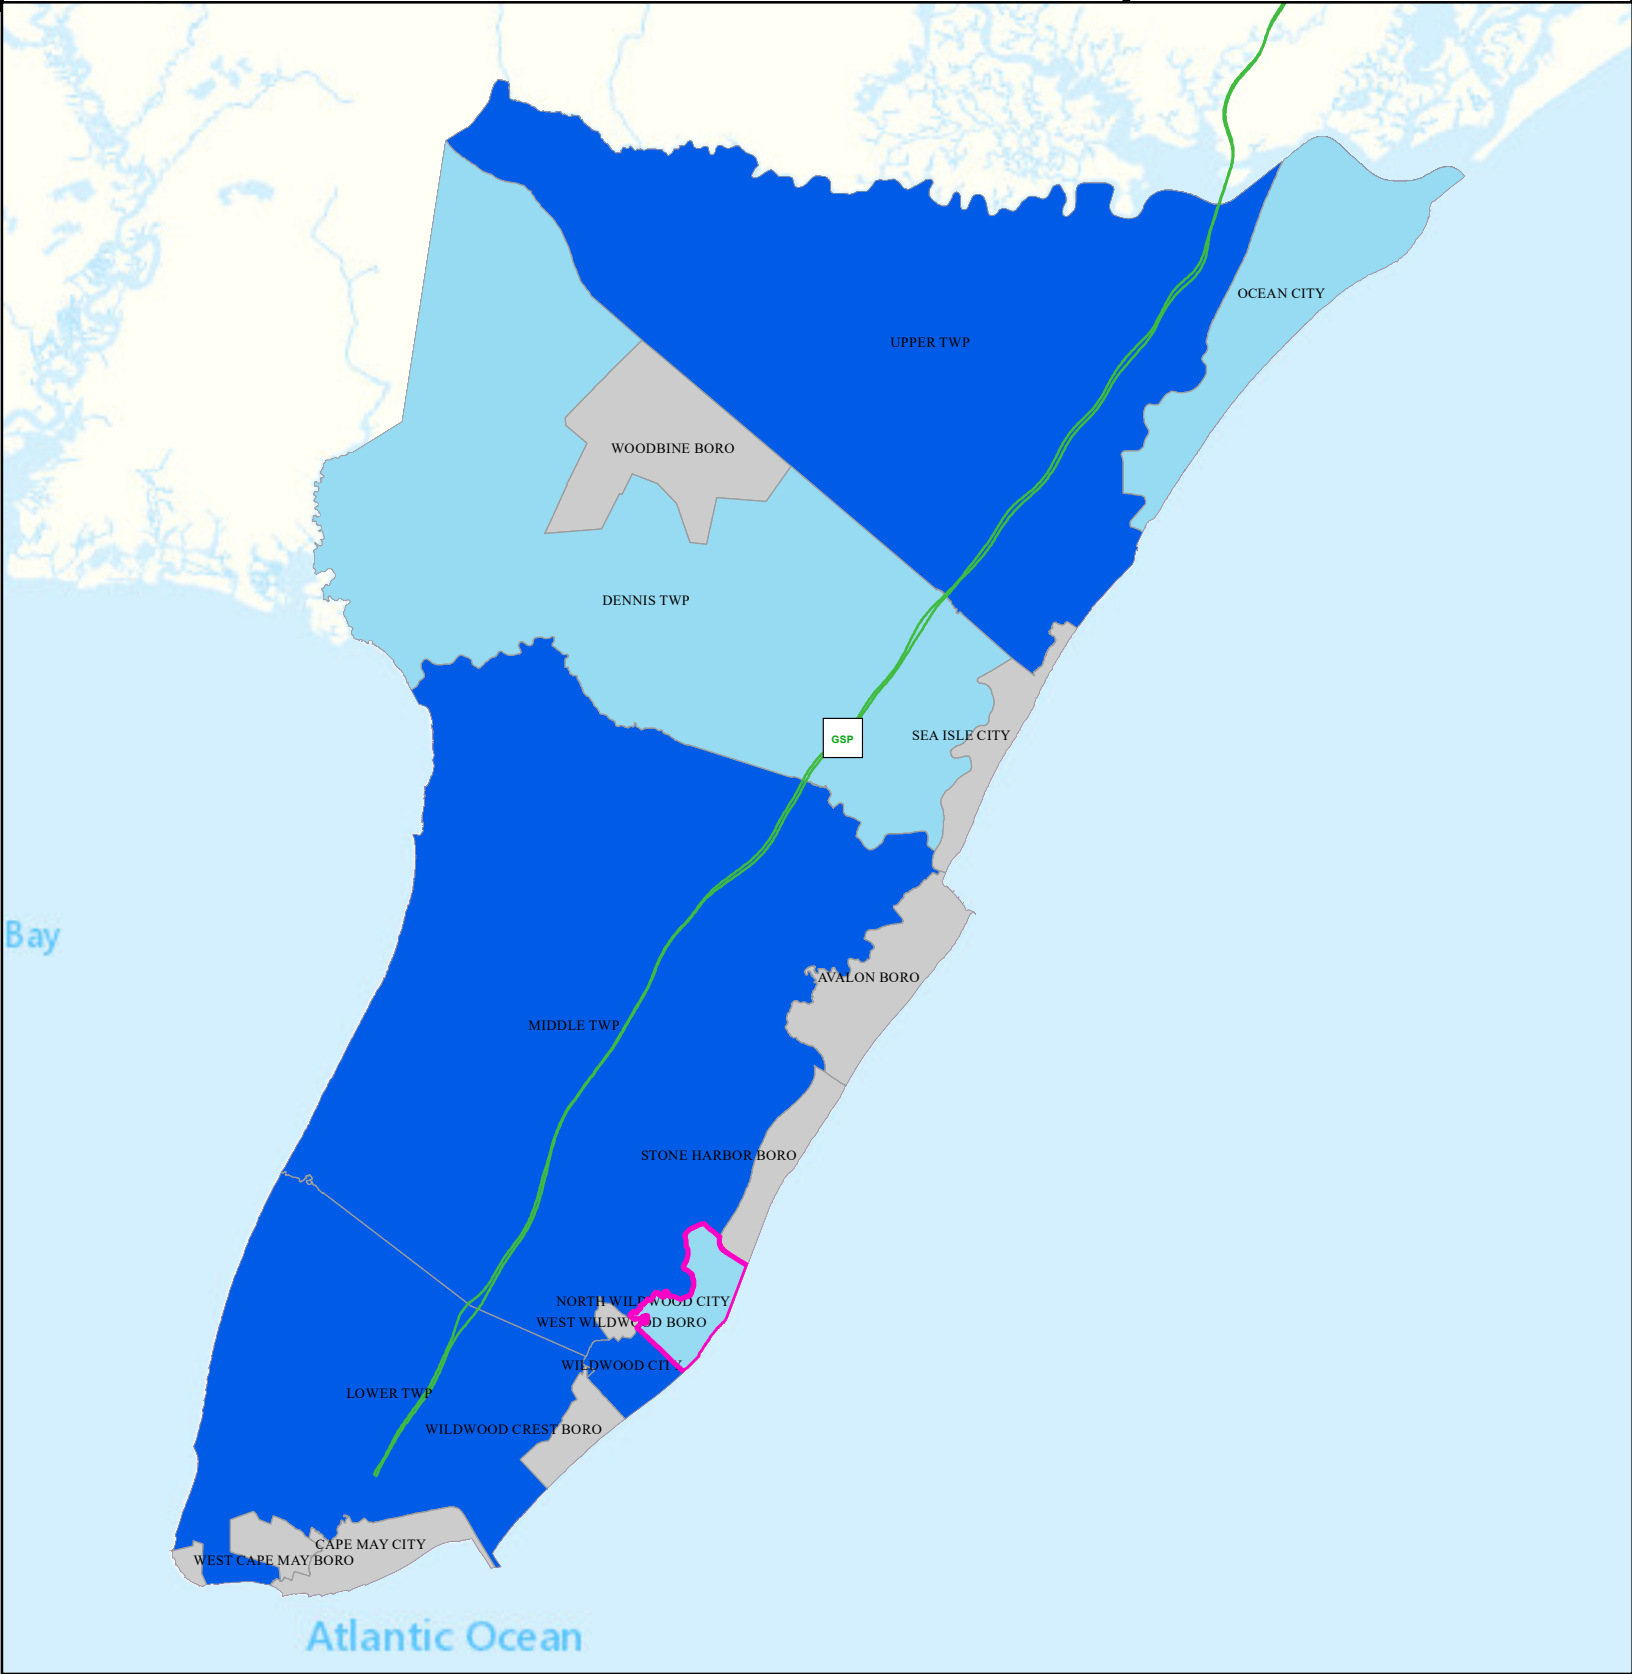 OCEAN CITY
UPPER TWP
WOODBINE BORO
DENNIS TWP
SEA ISLE CITY
GSP
Bay
AVALON BORO
MIDDLE TWP
STONE HARBOR BORO
NORTH WILDWOOD CITY
WEST WILDWOOD BORO
WILDWOOD CITY
LOWER TWP
WILDWOOD CREST BORO
CAPE MAY CITY
WEST CAPE MAY BORO
Atlantic Ocean